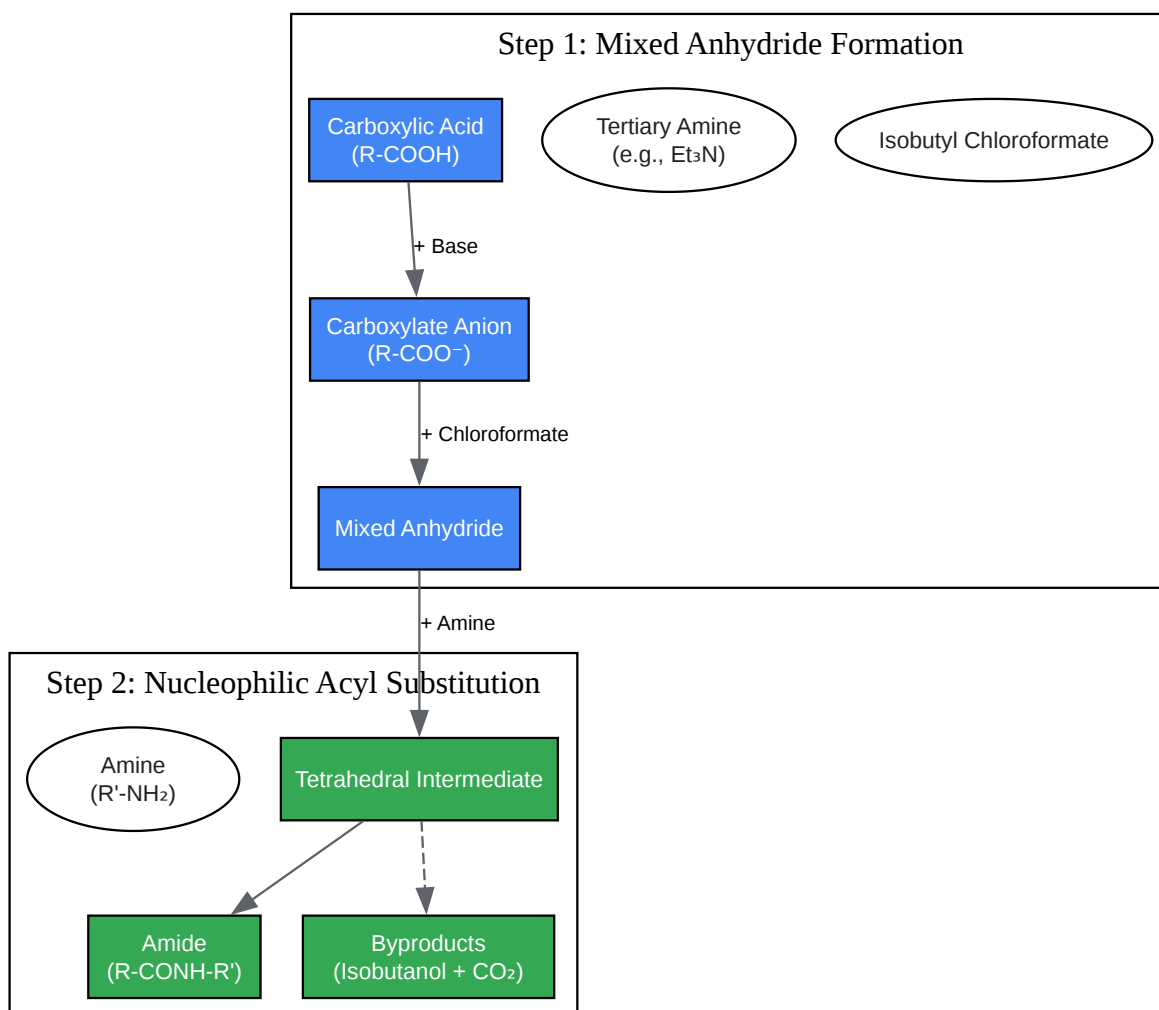 Step 1: Mixed Anhydride Formation
Carboxylic Acid
(R-COOH)
Tertiary Amine
(e.g., Et₃N)
Isobutyl Chloroformate
+ Base
Carboxylate Anion
(R-COO⁻)
+ Chloroformate
Mixed Anhydride
+ Amine
Step 2: Nucleophilic Acyl Substitution
Amine
(R'-NH₂)
Tetrahedral Intermediate
Amide
(R-CONH-R')
Byproducts
(Isobutanol + CO₂)